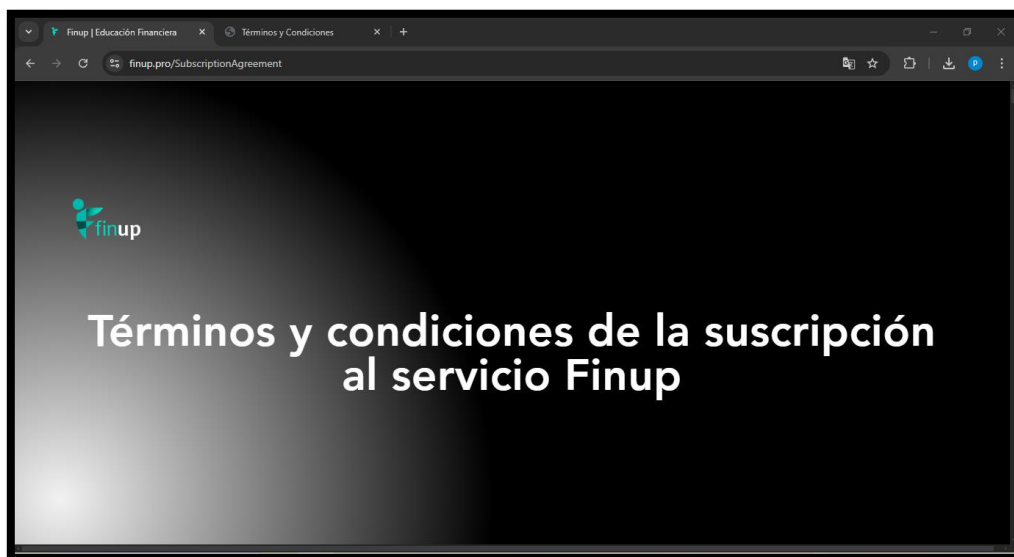 Finup | Educación Financiera
Términos y Condiciones
finup.pro/SubscriptionAgreement
P
finup
Términos y condiciones de la suscripción
al servicio Finup